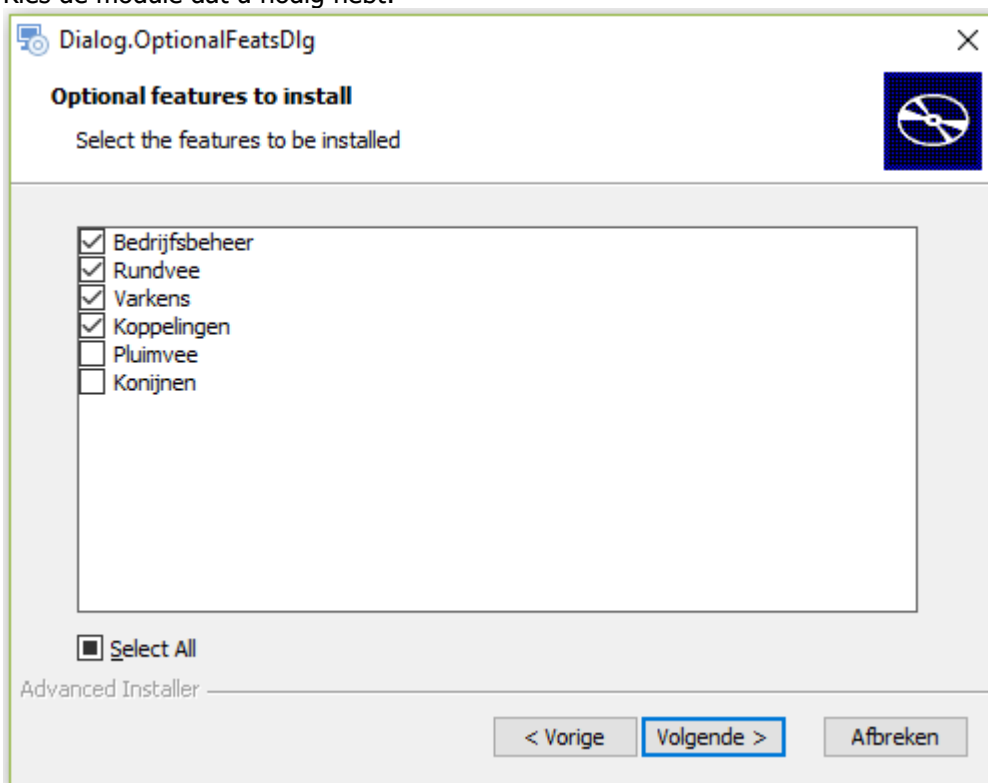 Kies de module dat u nodig hebt.
Dialog.OptionalFeatsDlg
Optional features to install
Select the features to be installed
Bedrijfsbeheer
Rundvee
Varkens
Koppelingen
Pluimvee
Konijnen
Select All
Advanced Installer
< Vorige
Volgende >
Afbreken